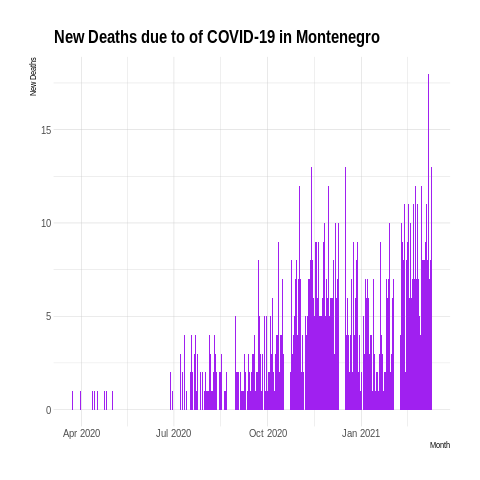 New Deaths due to of COVID-19 in Montenegro
New Deaths
15
10
5
0
Apr 2020 Jul 2020 Oct 2020 Jan 2021
Month